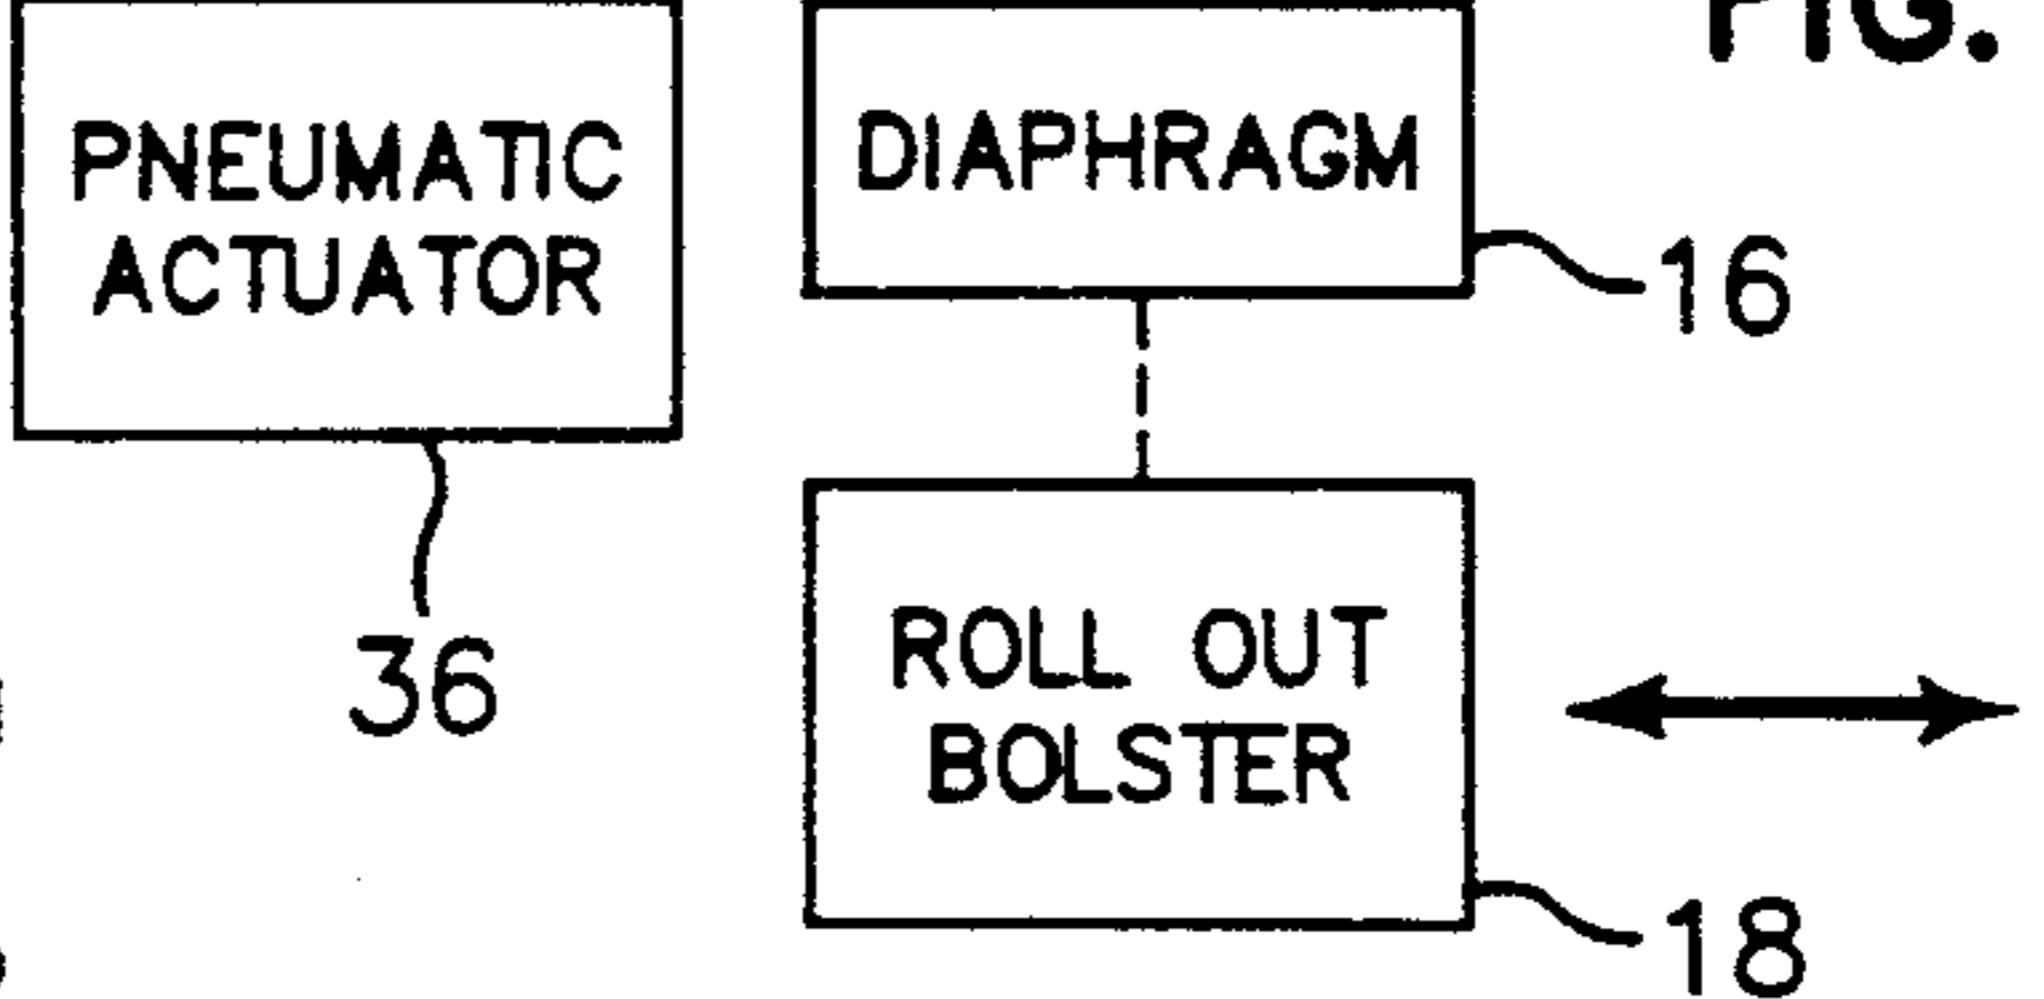 FIG.
PNEUMATIC
ACTUATOR
DIAPHRAGM
16
36
ROLL OUT
BOLSTER
18